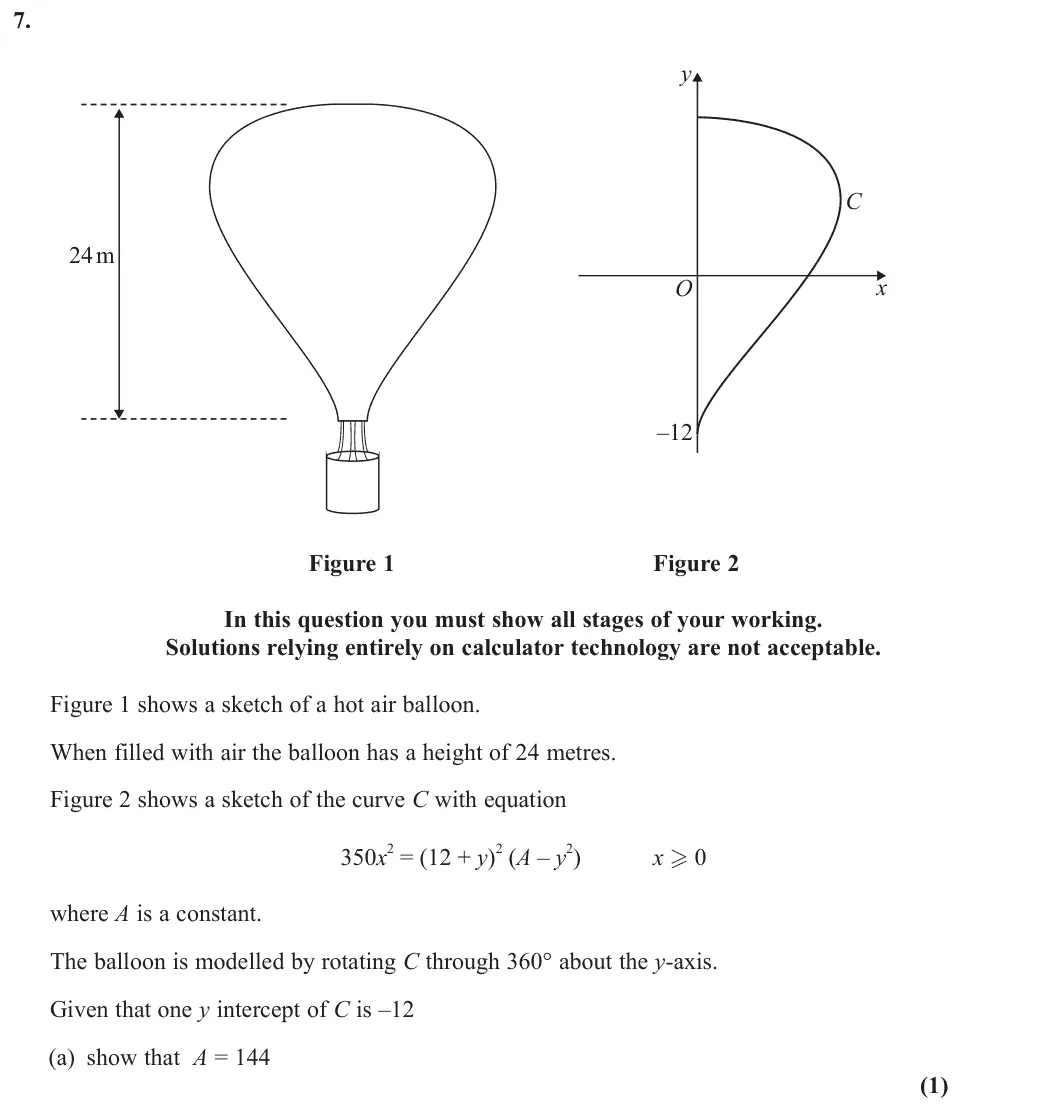 7.
y
24 m
C
O
x
–12
Figure 1
Figure 2
In this question you must show all stages of your working.
Solutions relying entirely on calculator technology are not acceptable.
Figure 1 shows a sketch of a hot air balloon.
When filled with air the balloon has a height of 24 metres.
Figure 2 shows a sketch of the curve C with equation
350x² = (12 + y)² (A – y²) x ⩾ 0
where A is a constant.
The balloon is modelled by rotating C through 360° about the y-axis.
Given that one y intercept of C is –12
(a) show that A = 144
(1)